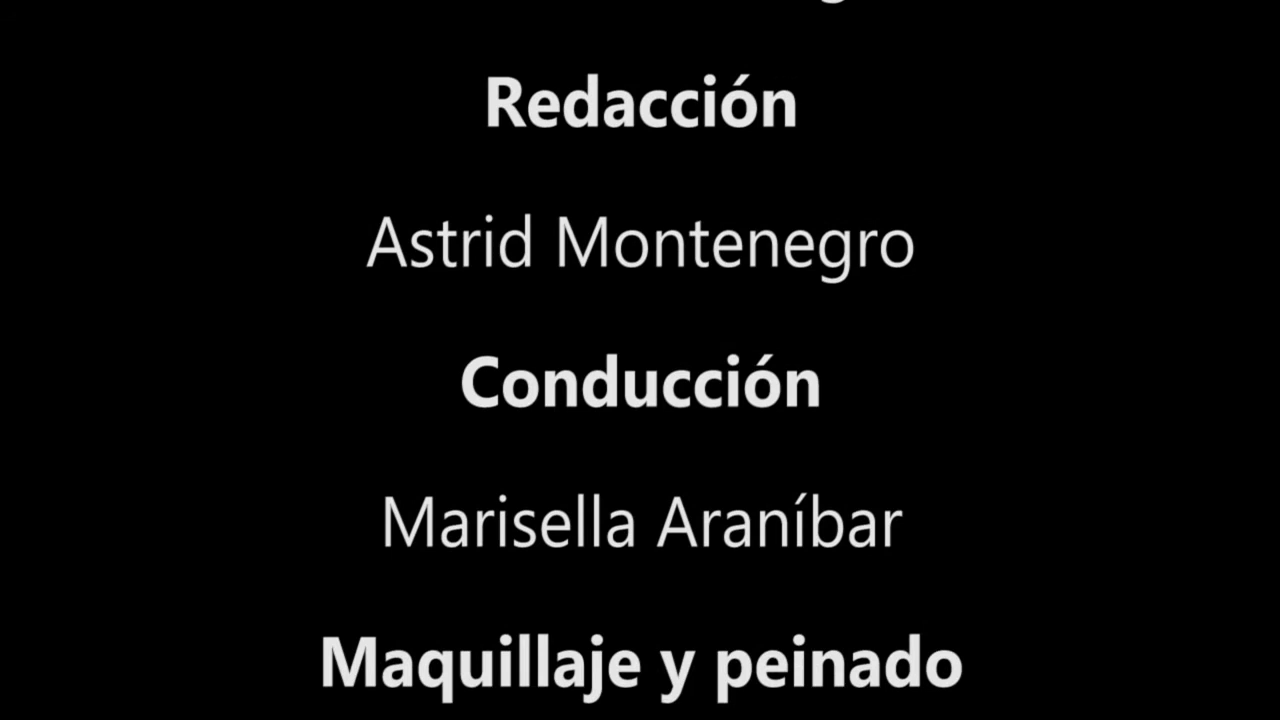 Redacción
Astrid Montenegro
Conducción
Marisella Araníbar
Maquillaje y peinado